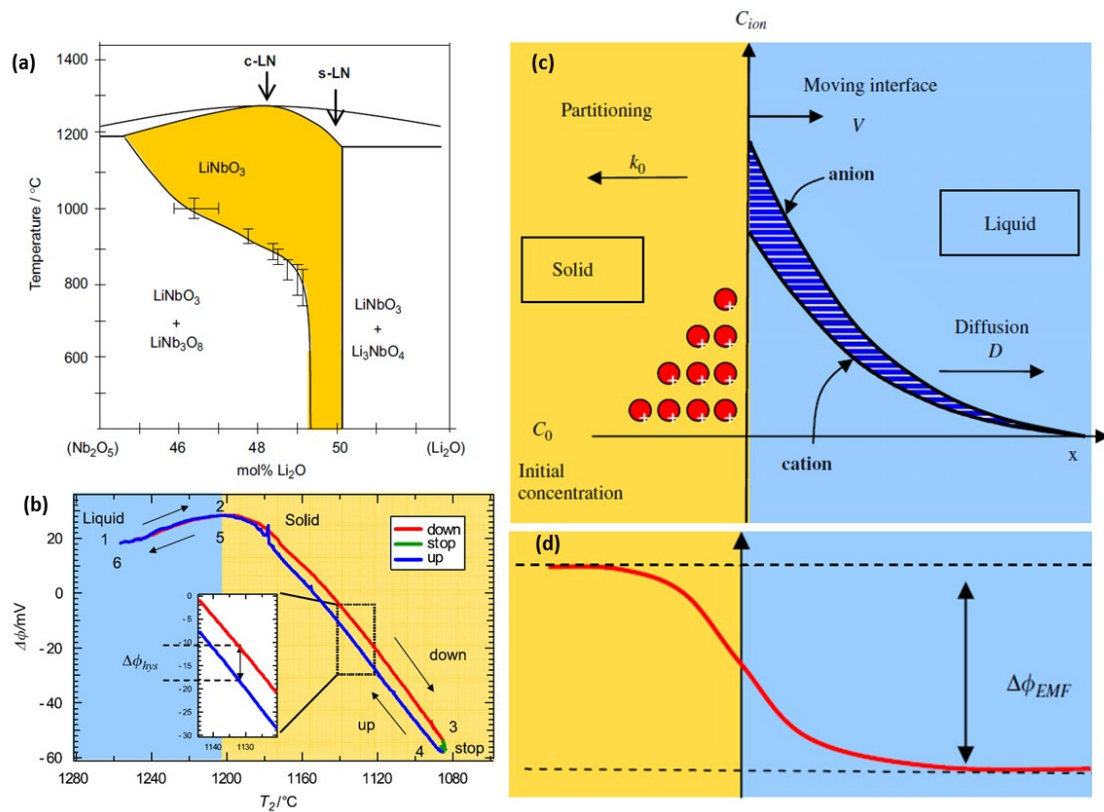 (a)
1400
1200
1000
800
600
Temperature / °C
c-LN
s-LN
LiNbO₃
LiNbO₃
+
LiNb₃O₈
LiNbO₃
+
Li₃NbO₄
(Nb₂O₅)
46
48
50
(Li₂O)
mol% Li₂O
(b)
Liquid
Solid
1
2
3
4
5
6
down
stop
up
down
up
stop
20
0
-20
-40
-60
Δϕ/mV
Δϕhys
0
-5
-10
-15
-20
-25
-30
1140
1130
1280
1240
1200
1160
1120
1080
T₂/°C
(c)
Cion
Partitioning
k₀
Moving interface
V
anion
Solid
Liquid
Diffusion
D
+
+ +
+ + +
+ + + +
C₀
x
Initial
concentration
cation
(d)
ΔϕEMF